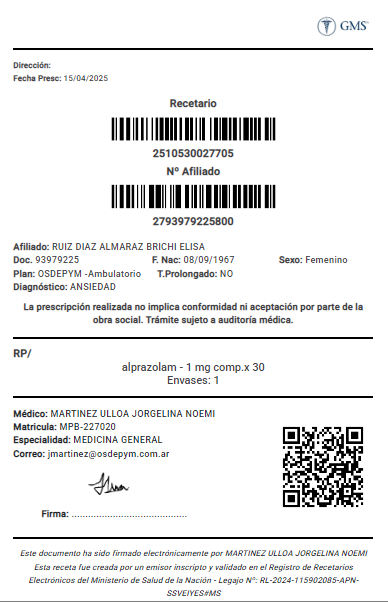 GMS
Dirección:
Fecha Presc: 15/04/2025
Recetario
2510530027705
Nº Afiliado
2793979225800
Afiliado: RUIZ DIAZ ALMARAZ BRICHI ELISA
Doc. 93979225 F. Nac: 08/09/1967 Sexo: Femenino
Plan: OSDEPYM -Ambulatorio T.Prolongado: NO
Diagnóstico: ANSIEDAD
La prescripción realizada no implica conformidad ni aceptación por parte de la
obra social. Trámite sujeto a auditoría médica.
RP/
alprazolam - 1 mg comp.x 30
Envases: 1
Médico: MARTINEZ ULLOA JORGELINA NOEMI
Matricula: MPB-227020
Especialidad: MEDICINA GENERAL
Correo: jmartinez@osdepym.com.ar
Firma: ..........................................
Este documento ha sido firmado electrónicamente por MARTINEZ ULLOA JORGELINA NOEMI
Esta receta fue creada por un emisor inscripto y validado en el Registro de Recetarios
Electrónicos del Ministerio de Salud de la Nación - Legajo Nº: RL-2024-115902085-APN-
SSVEIYES#MS